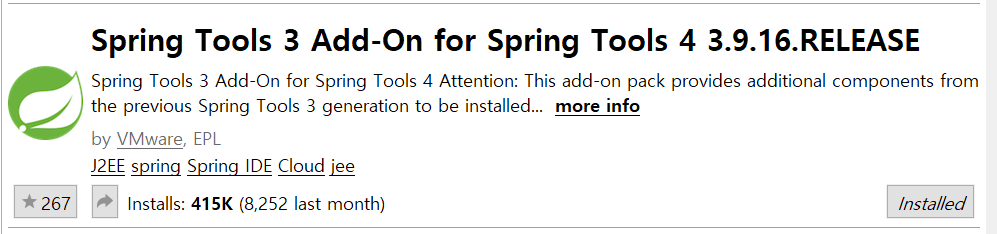 Spring Tools 3 Add-On for Spring Tools 4 3.9.16.RELEASE
Spring Tools 3 Add-On for Spring Tools 4 Attention: This add-on pack provides additional components from
the previous Spring Tools 3 generation to be installed... more info
by VMware, EPL
J2EE spring Spring IDE Cloud jee
267 Installs: 415K (8,252 last month) Installed